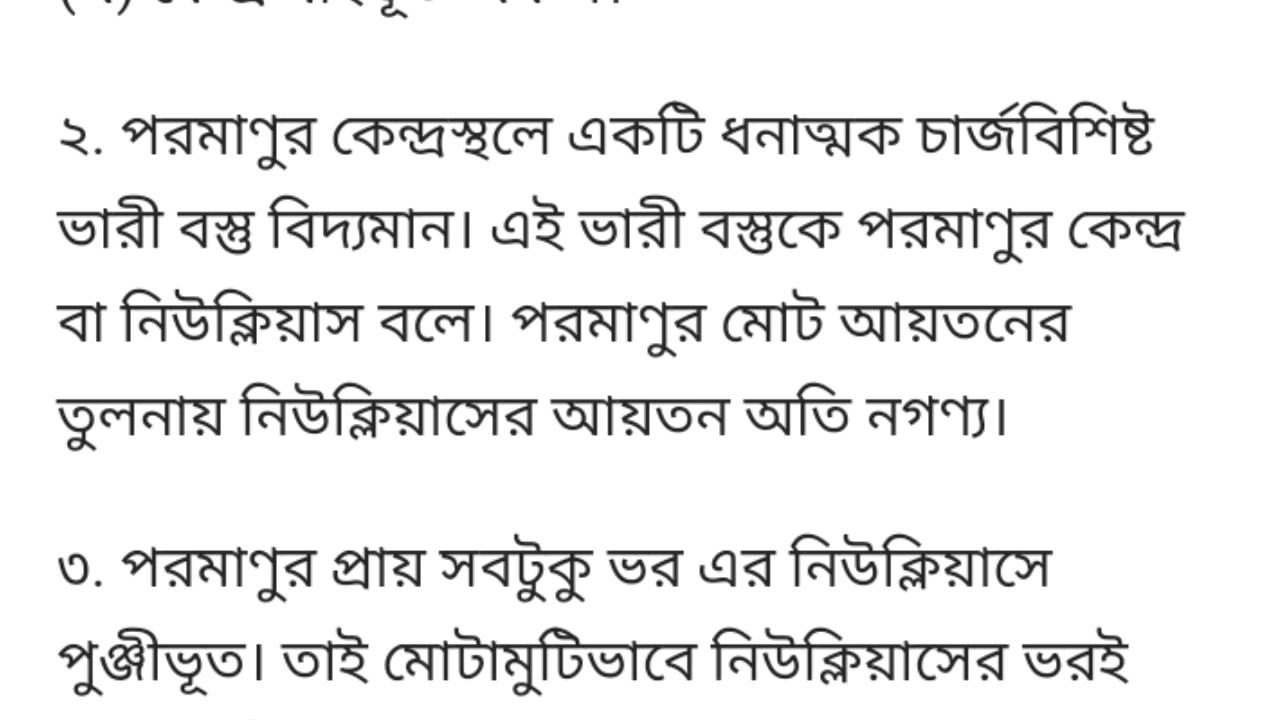 ২. পরমাণুর কেন্দ্রস্থলে একটি ধনাত্মক চার্জবিশিষ্ট
ভারী বস্তু বিদ্যমান। এই ভারী বস্তুকে পরমাণুর কেন্দ্র
বা নিউক্লিয়াস বলে। পরমাণুর মোট আয়তনের
তুলনায় নিউক্লিয়াসের আয়তন অতি নগণ্য।
৩. পরমাণুর প্রায় সবটুকু ভর এর নিউক্লিয়াসে
পুঞ্জীভূত। তাই মোটামুটিভাবে নিউক্লিয়াসের ভরই